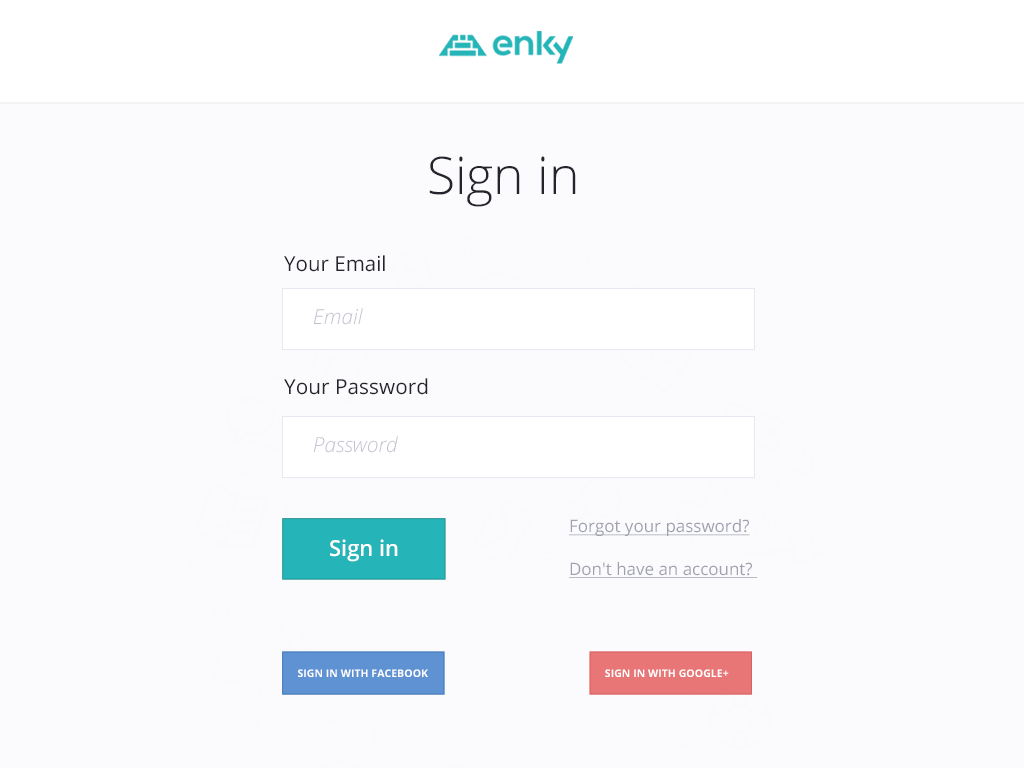 enky
Sign in
Your Email
Email
Your Password
Password
Sign in
Forgot your password?
Don't have an account?
SIGN IN WITH FACEBOOK
SIGN IN WITH GOOGLE+